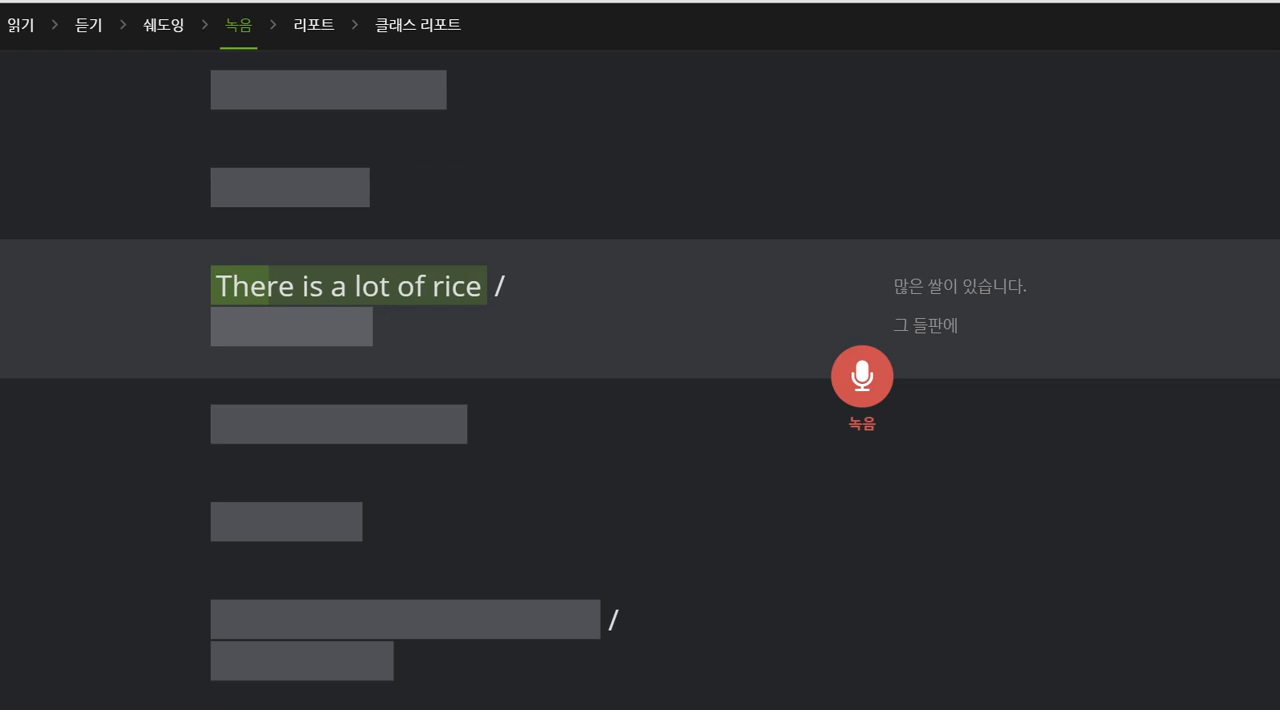 읽기 > 듣기 > 쉐도잉 > 녹음 > 리포트 > 클래스 리포트
There is a lot of rice /
많은 쌀이 있습니다.
그 들판에
녹음
/